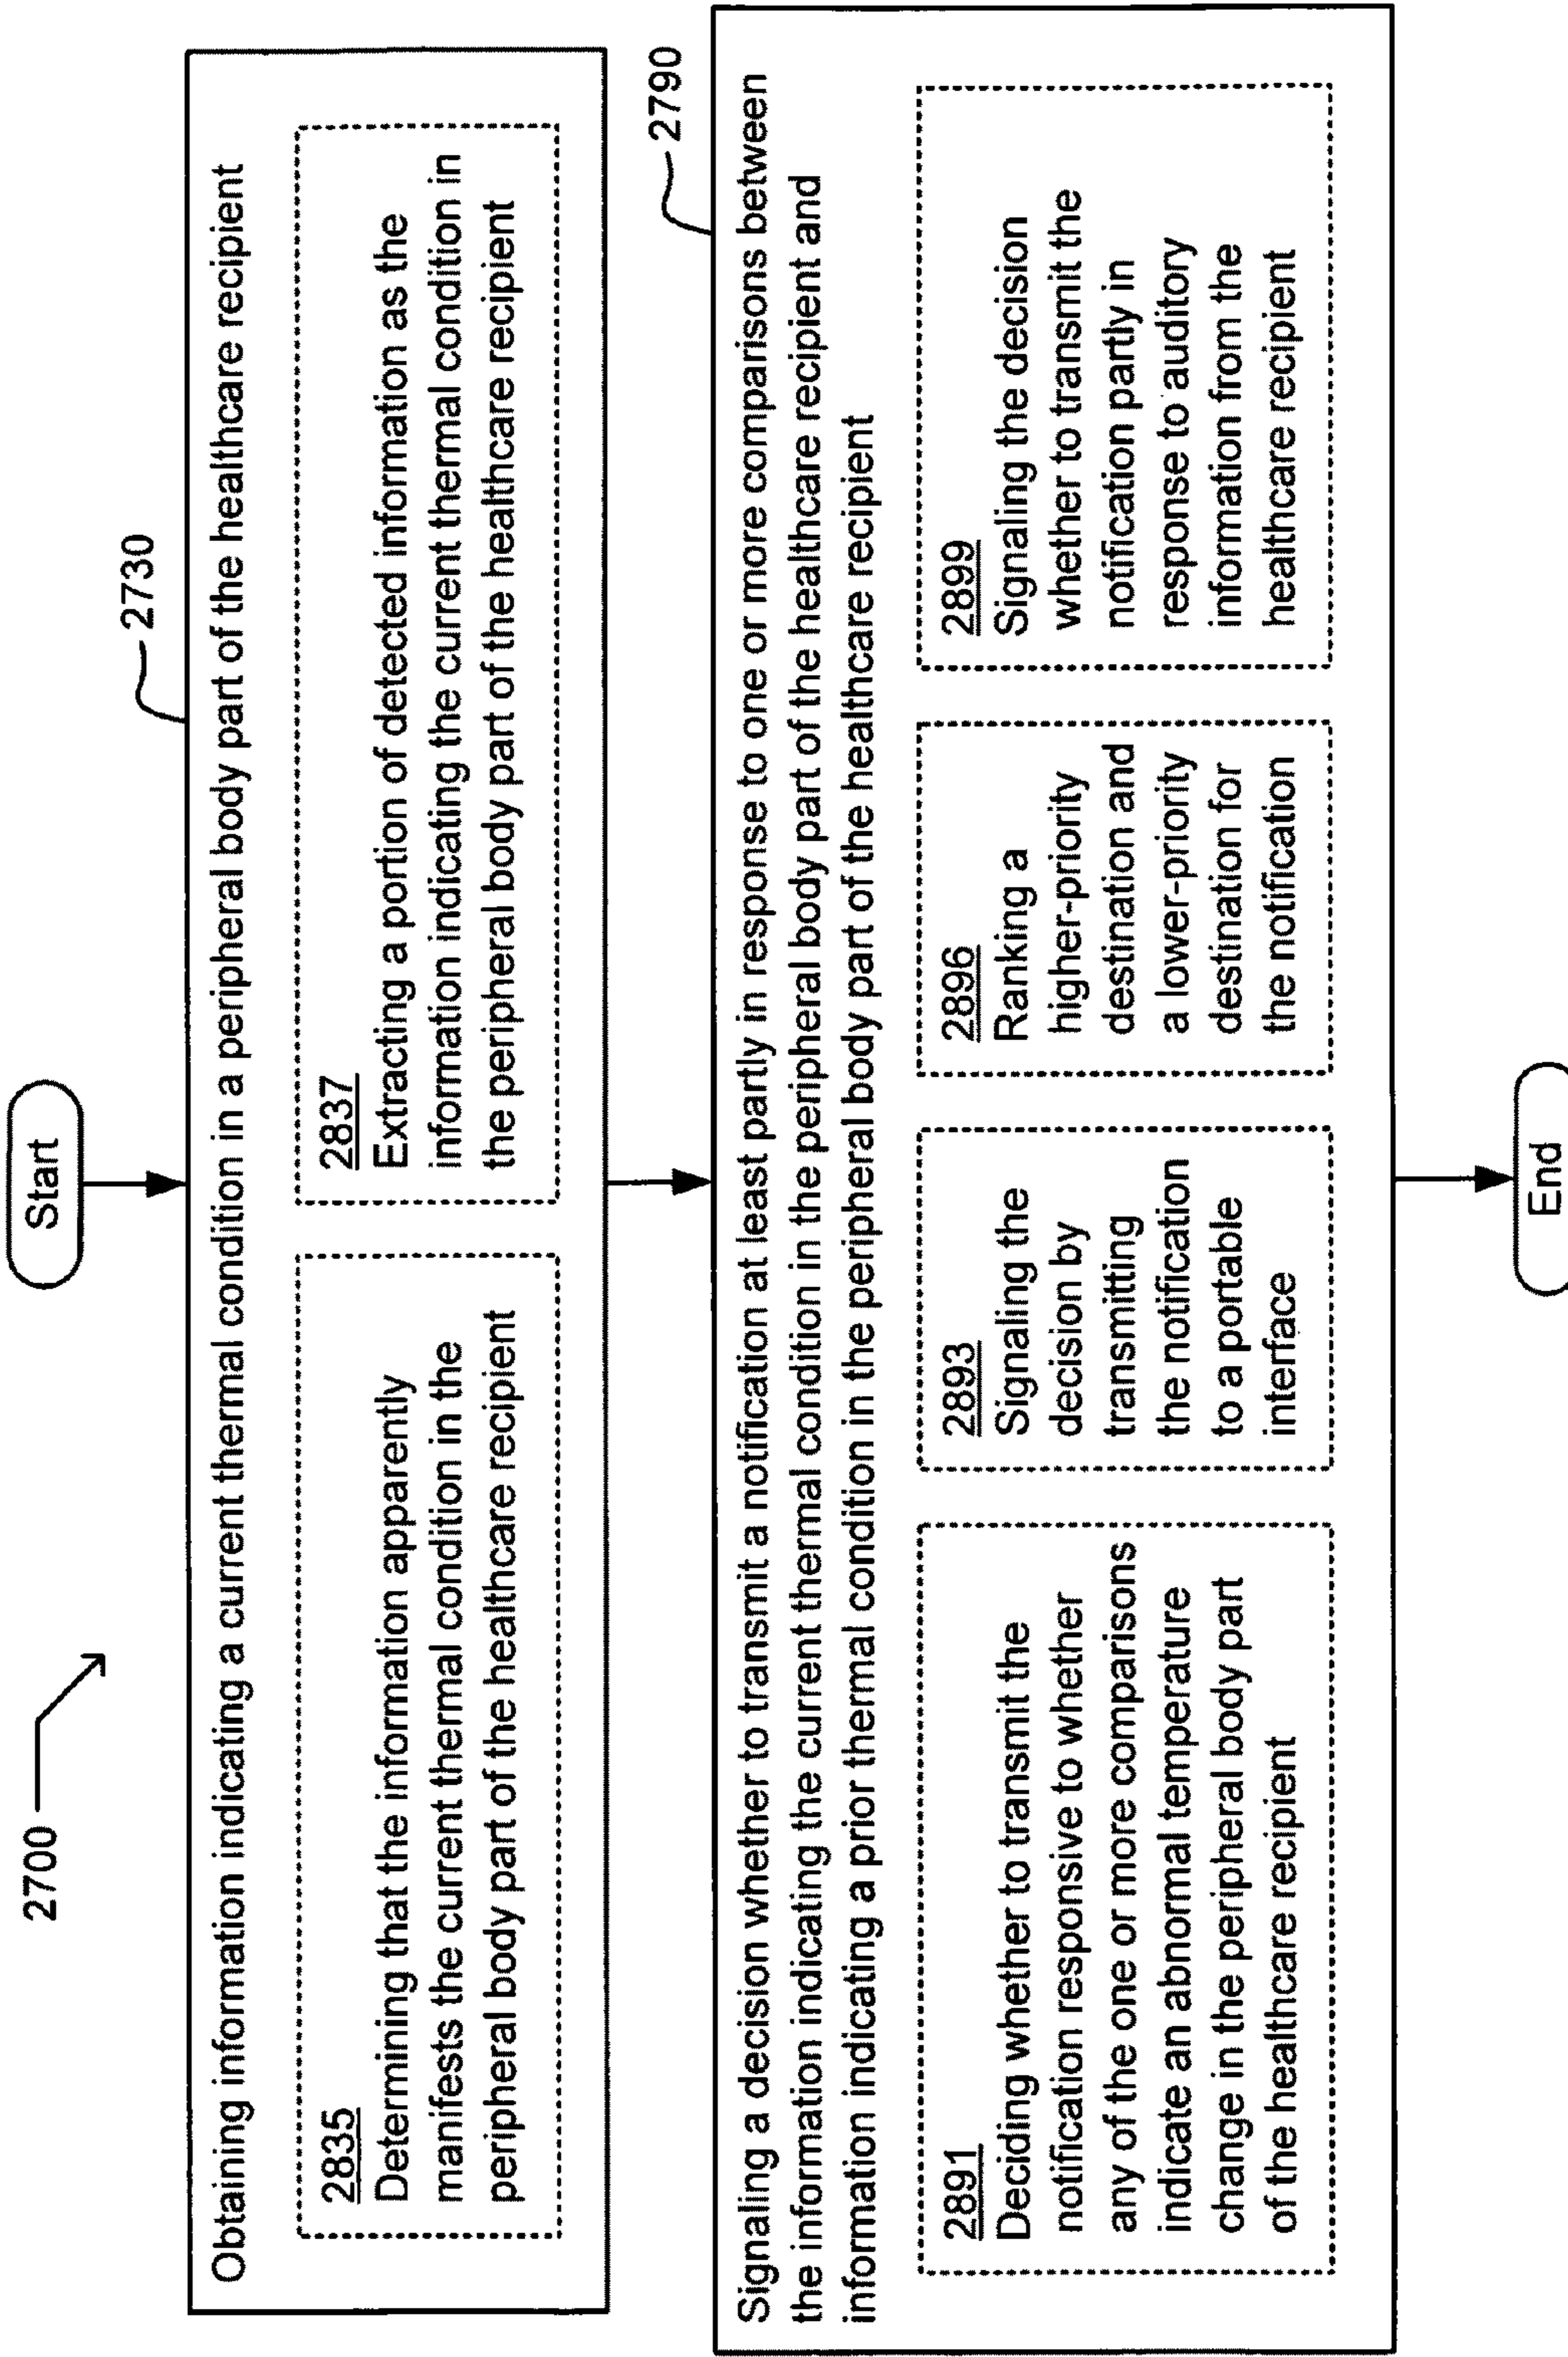 2700
Start
2730
Obtaining information indicating a current thermal condition in a peripheral body part of the healthcare recipient
2835
Determining that the information apparently
manifests the current thermal condition in the
peripheral body part of the healthcare recipient
2837
Extracting a portion of detected information as the
information indicating the current thermal condition in
the peripheral body part of the healthcare recipient
2790
Signaling a decision whether to transmit a notification at least partly in response to one or more comparisons between
the information indicating the current thermal condition in the peripheral body part of the healthcare recipient and
information indicating a prior thermal condition in the peripheral body part of the healthcare recipient
2891
Deciding whether to transmit the
notification responsive to whether
any of the one or more comparisons
indicate an abnormal temperature
change in the peripheral body part
of the healthcare recipient
2893
Signaling the
decision by
transmitting
the notification
to a portable
interface
2896
Ranking a
higher-priority
destination and
a lower-priority
destination for
the notification
2899
Signaling the decision
whether to transmit the
notification partly in
response to auditory
information from the
healthcare recipient
End